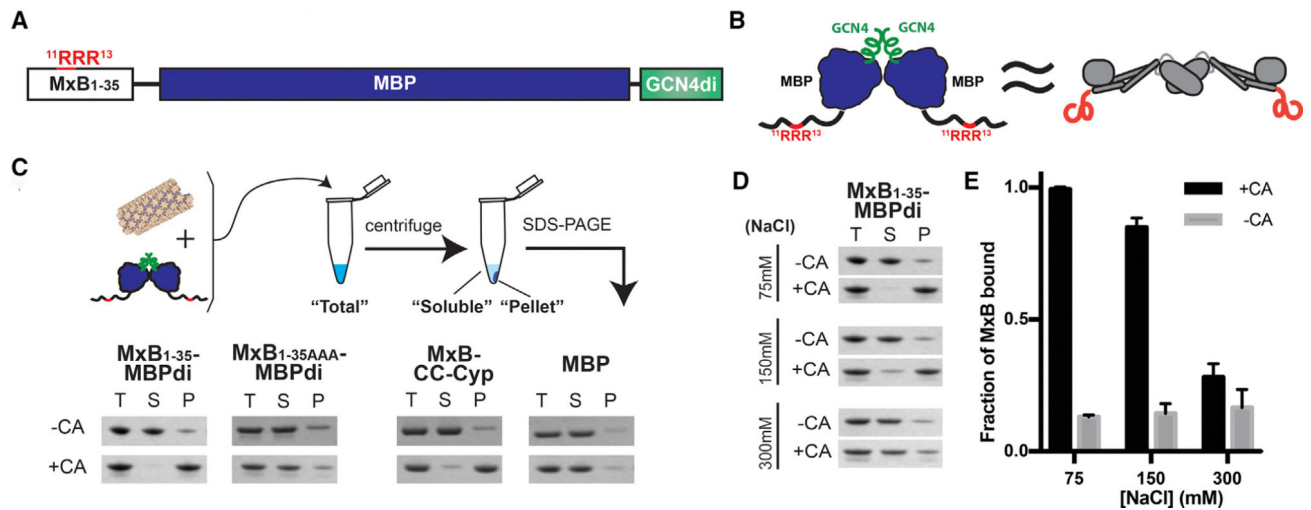 A
¹¹RRR¹³
MxB₁₋₃₅
MBP
GCN4di
B
GCN4 GCN4
MBP MBP
¹¹RRR¹³ ¹¹RRR¹³
C
+
centrifuge
SDS-PAGE
“Total”
“Soluble” “Pellet”
MxB₁₋₃₅-
MBPdi
T S P
MxB₁₋₃₅AAA-
MBPdi
T S P
MxB-
CC-Cyp
T S P
MBP
T S P
-CA
+CA
D
MxB₁₋₃₅-
MBPdi
(NaCl) T S P
75mM
-CA
+CA
150mM
-CA
+CA
300mM
-CA
+CA
E
+CA
-CA
Fraction of MxB bound
1.0
0.5
0.0
75 150 300
[NaCl] (mM)